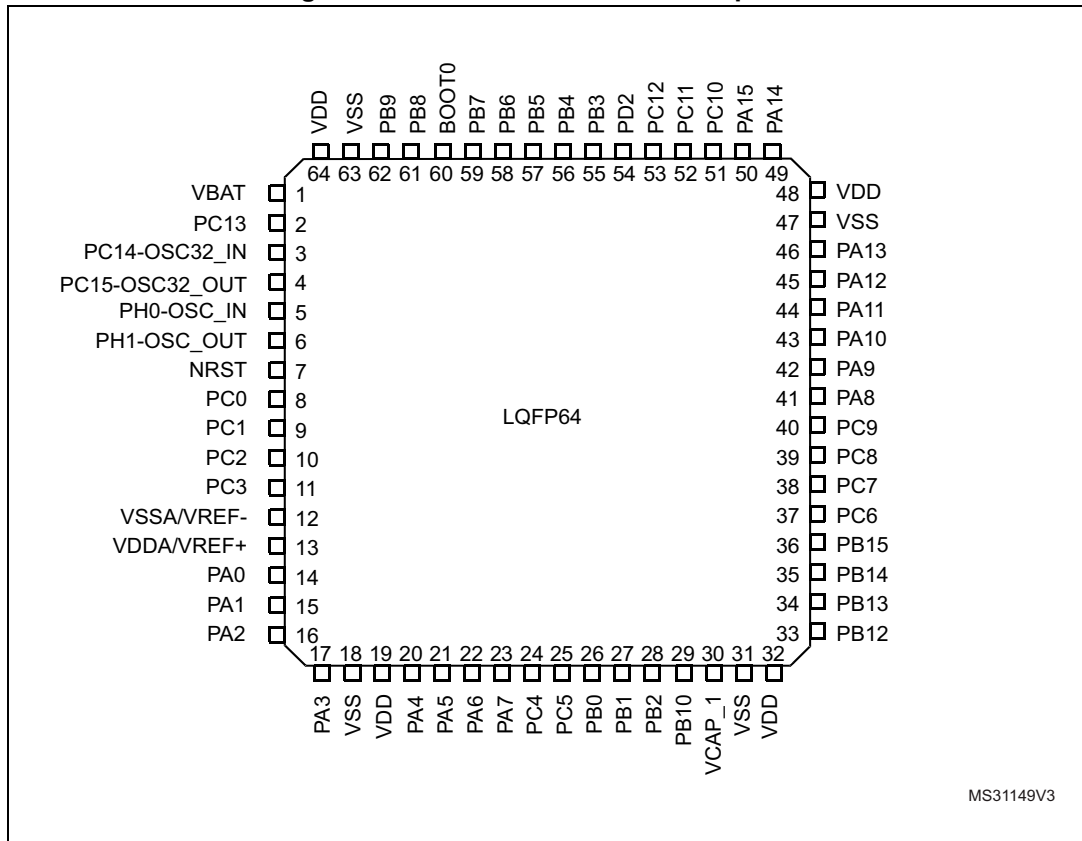 VDD
VSS
PB9
PB8
BOOT0
PB7
PB6
PB5
PB4
PB3
PD2
PC12
PC11
PC10
PA15
PA14
64 63 62 61 60 59 58 57 56 55 54 53 52 51 50 49
VBAT 1
PC13 2
PC14-OSC32_IN 3
PC15-OSC32_OUT 4
PH0-OSC_IN 5
PH1-OSC_OUT 6
NRST 7
PC0 8
PC1 9
PC2 10
PC3 11
VSSA/VREF- 12
VDDA/VREF+ 13
PA0 14
PA1 15
PA2 16
LQFP64
48 VDD
47 VSS
46 PA13
45 PA12
44 PA11
43 PA10
42 PA9
41 PA8
40 PC9
39 PC8
38 PC7
37 PC6
36 PB15
35 PB14
34 PB13
33 PB12
17 18 19 20 21 22 23 24 25 26 27 28 29 30 31 32
PA3
VSS
VDD
PA4
PA5
PA6
PA7
PC4
PC5
PB0
PB1
PB2
PB10
VCAP_1
VSS
VDD
MS31149V3